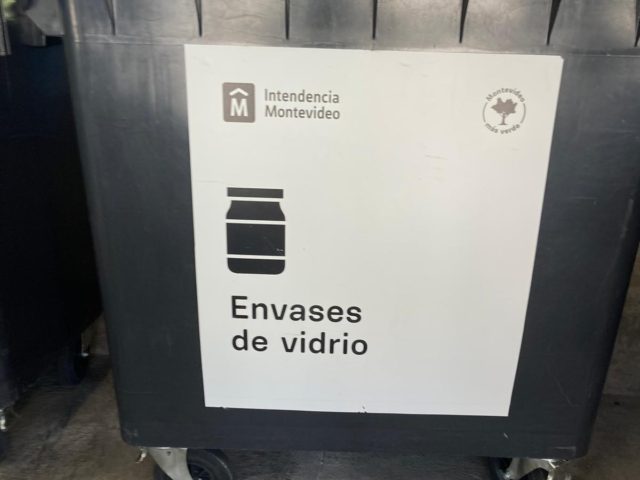 Intendencia
Montevideo
Montevideo
más verde
Envases
de vidrio